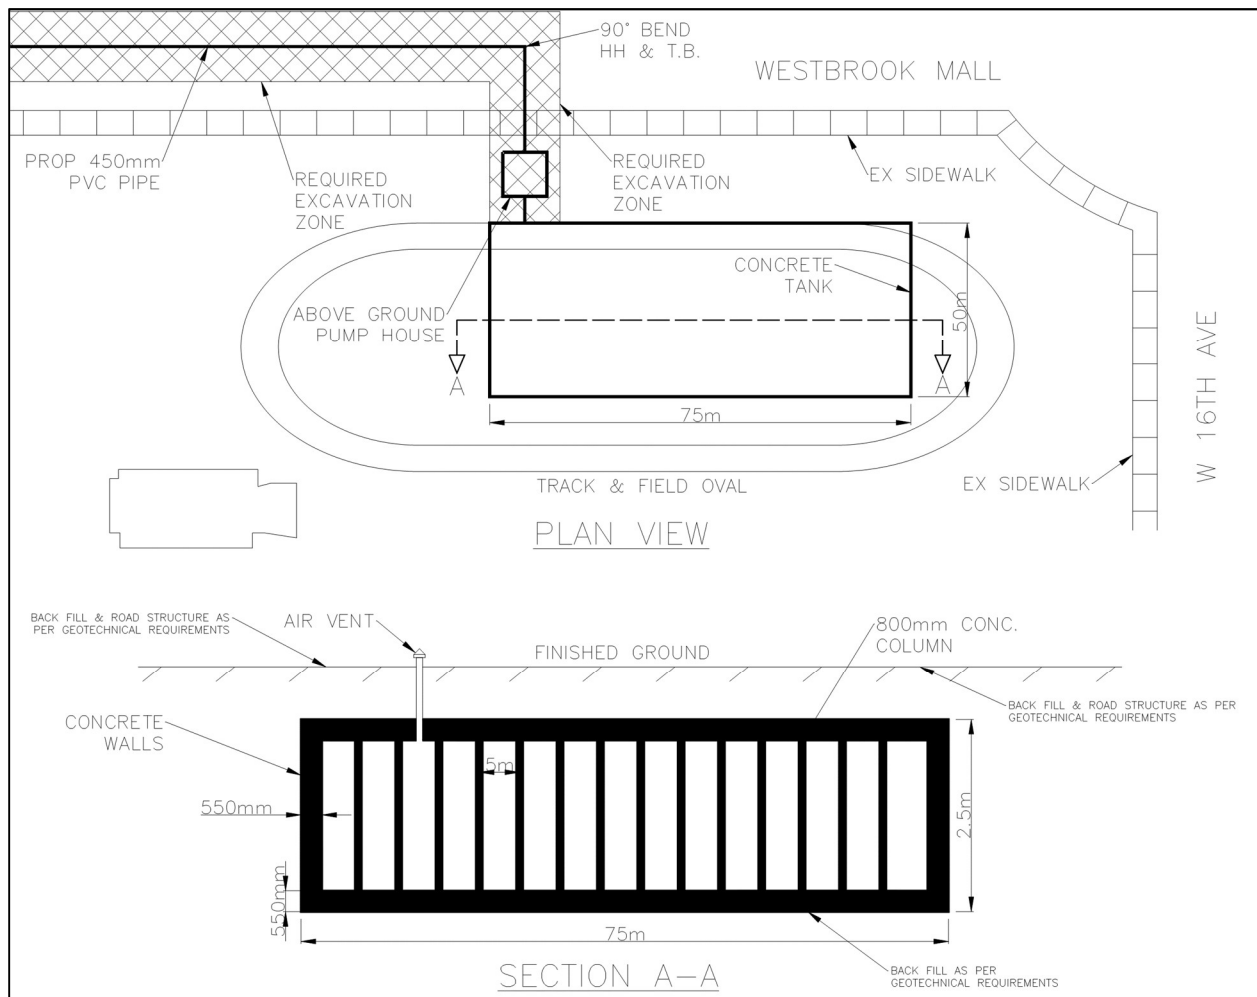 90° BEND
HH & T.B.
WESTBROOK MALL
PROP 450mm
PVC PIPE
REQUIRED
EXCAVATION
ZONE
REQUIRED
EXCAVATION
ZONE
EX SIDEWALK
CONCRETE
TANK
50m
ABOVE GROUND
PUMP HOUSE
A
A
75m
W 16TH AVE
TRACK & FIELD OVAL
EX SIDEWALK
PLAN VIEW
BACK FILL & ROAD STRUCTURE AS
PER GEOTECHNICAL REQUIREMENTS
AIR VENT
FINISHED GROUND
800mm CONC.
COLUMN
BACK FILL & ROAD STRUCTURE AS PER
GEOTECHNICAL REQUIREMENTS
CONCRETE
WALLS
5m
550mm
2.5m
550mm
75m
BACK FILL AS PER
GEOTECHNICAL REQUIREMENTS
SECTION A-A